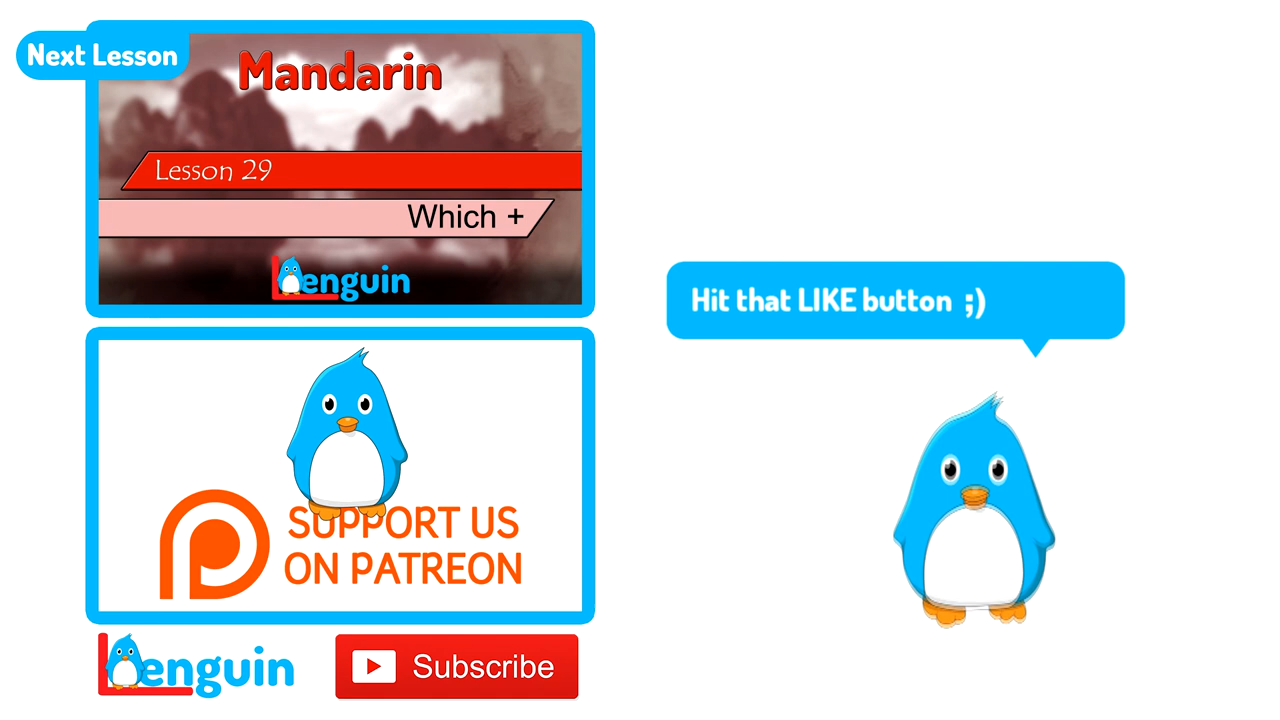 Next Lesson
Mandarin
Lesson 29
Which +
Lenguin
SUPPORT US
ON PATREON
Lenguin
Subscribe
Hit that LIKE button ;)